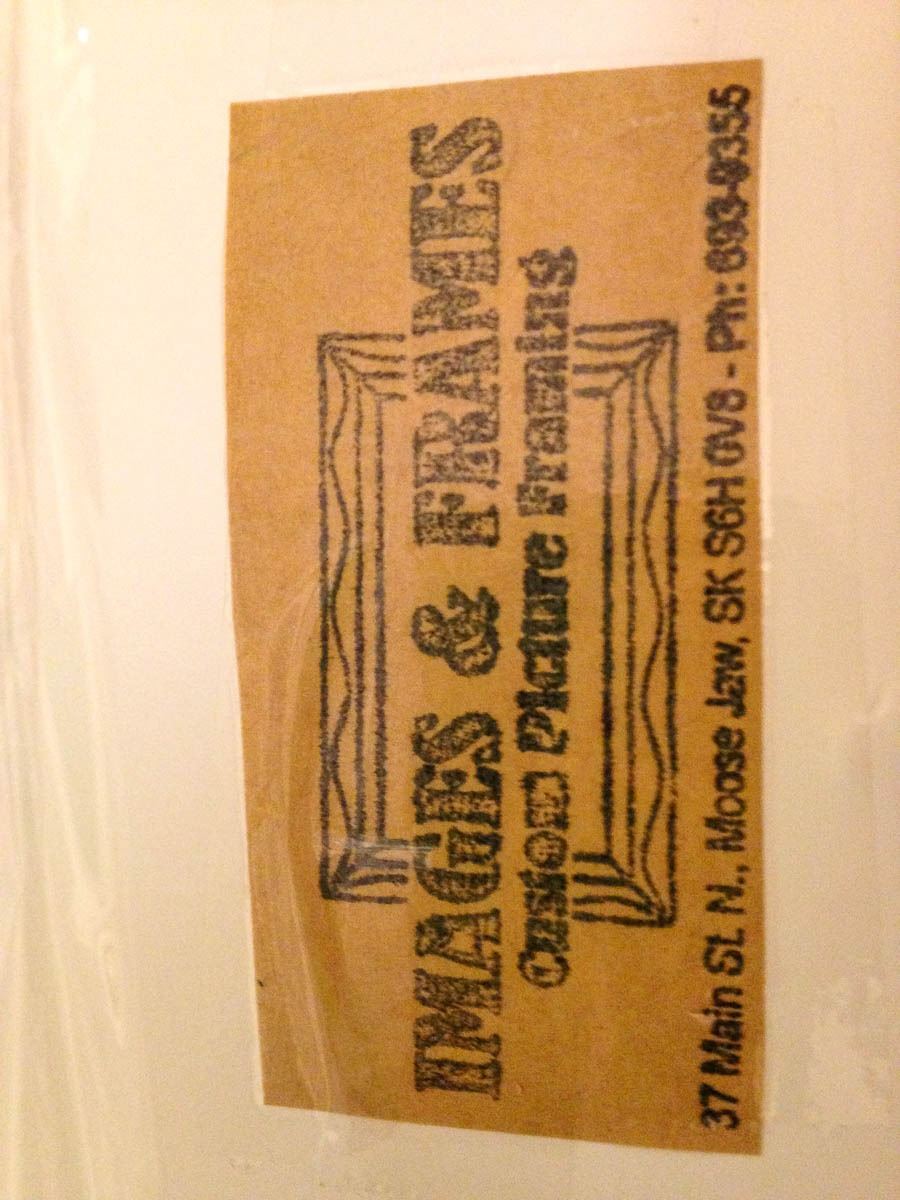 IMAGES & FRAMES
Custom Picture Framing
37 Main St. N., Moose Jaw, SK S6H 0V8 - Ph: 693-9355